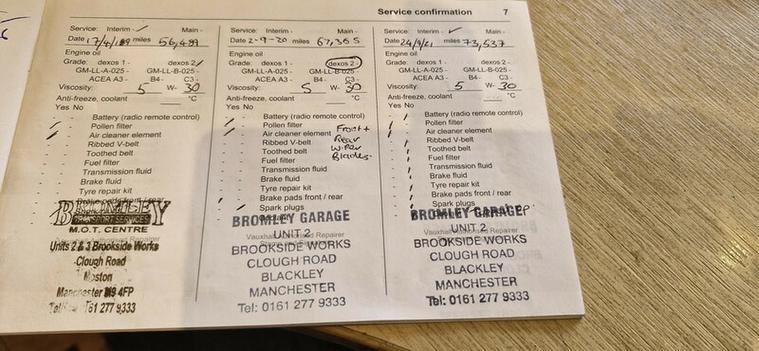 Service confirmation 7
Service: Interim - Main -
Date 17/4/19 miles 56,489
Engine oil
Grade: dexos 1 - dexos 2
GM-LL-A-025 - GM-LL-B-025 -
ACEA A3 - B4- C3 -
Viscosity: 5 W- 30
Anti-freeze, coolant °C
Yes No
- - Battery (radio remote control)
- Pollen filter
- Air cleaner element
- - Ribbed V-belt
- - Toothed belt
- - Fuel filter
- - Transmission fluid
- - Brake fluid
- - Tyre repair kit
- - Brake pads front / rear
BROMLEY
TRANSPORT SERVICES
M.O.T. CENTRE
Units 2 & 3 Brookside Works
Clough Road
Moston
Manchester M9 4FP
161 277 9333
Service: Interim - Main -
Date 2-9-20 miles 67,365
Engine oil
Grade: dexos 1 - dexos 2 -
GM-LL-A-025 - GM-LL-B-025 -
ACEA A3 - B4- C3 -
Viscosity: 5 W- 30
Anti-freeze, coolant °C
Yes No
- - Battery (radio remote control)
- Pollen filter
- Air cleaner element
Front +
Rear
Wiper
Blades.
- - Ribbed V-belt
- - Toothed belt
- - Fuel filter
- - Transmission fluid
- - Brake fluid
- - Tyre repair kit
- - Brake pads front / rear
- Spark plugs
BROMLEY GARAGE
Vauxhall Authorised Repairer
UNIT 2
BROOKSIDE WORKS
CLOUGH ROAD
BLACKLEY
MANCHESTER
Tel: 0161 277 9333
Service: Interim - Main -
Date 24/9/21 miles 73,537
Engine oil
Grade: dexos 1 - dexos 2 -
GM-LL-A-025 - GM-LL-B-025 -
ACEA A3 - B4- C3 -
Viscosity: 5 W- 30
Anti-freeze, coolant °C
Yes No
Battery (radio remote control)
Pollen filter
Air cleaner element
Ribbed V-belt
Toothed belt
Fuel filter
Transmission fluid
Brake fluid
Tyre repair kit
Brake pads front / rear
Spark plugs
BROMLEY GARAGE
UNIT 2
BROOKSIDE WORKS
CLOUGH ROAD
BLACKLEY
MANCHESTER
Tel: 0161 277 9333